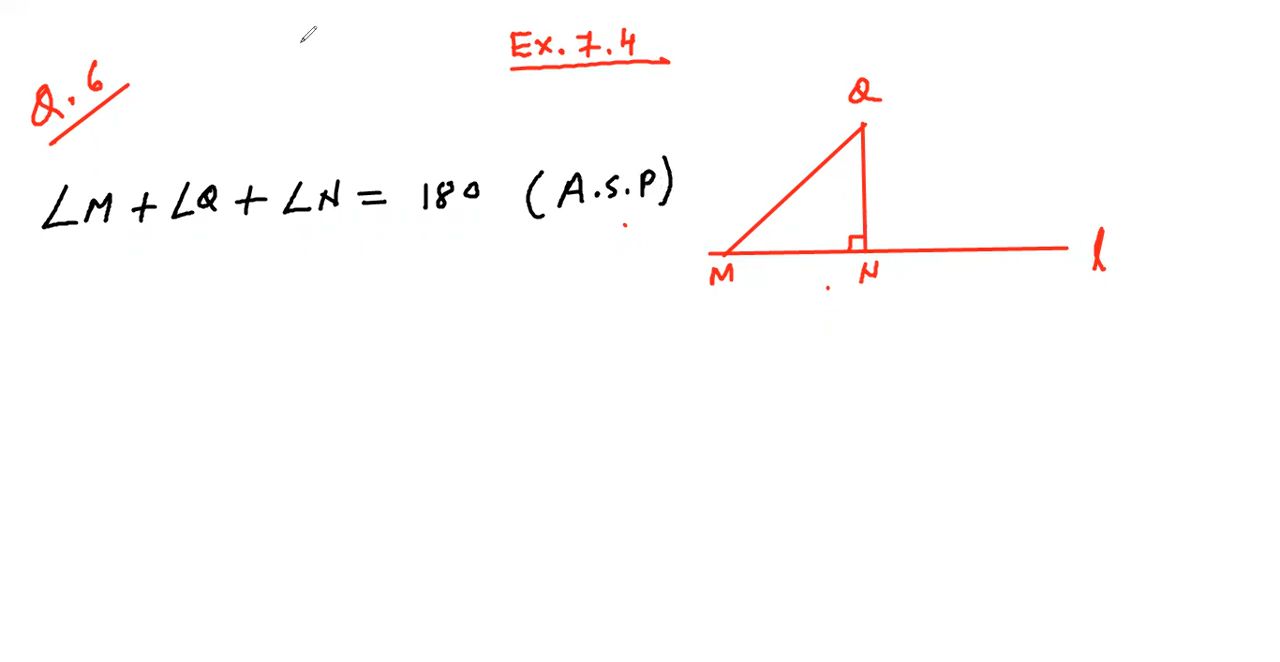 Ex. 7.4
Q. 6
∠M + ∠Q + ∠N = 180 (A.S.P)
Q
M
N
l